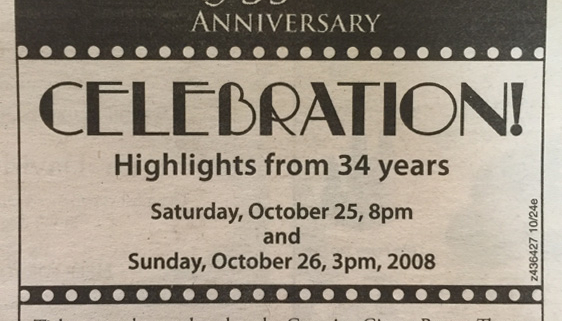 ANNIVERSARY
CELEBRATION!
Highlights from 34 years
Saturday, October 25, 8pm
and
Sunday, October 26, 3pm, 2008
z436427 10/24e